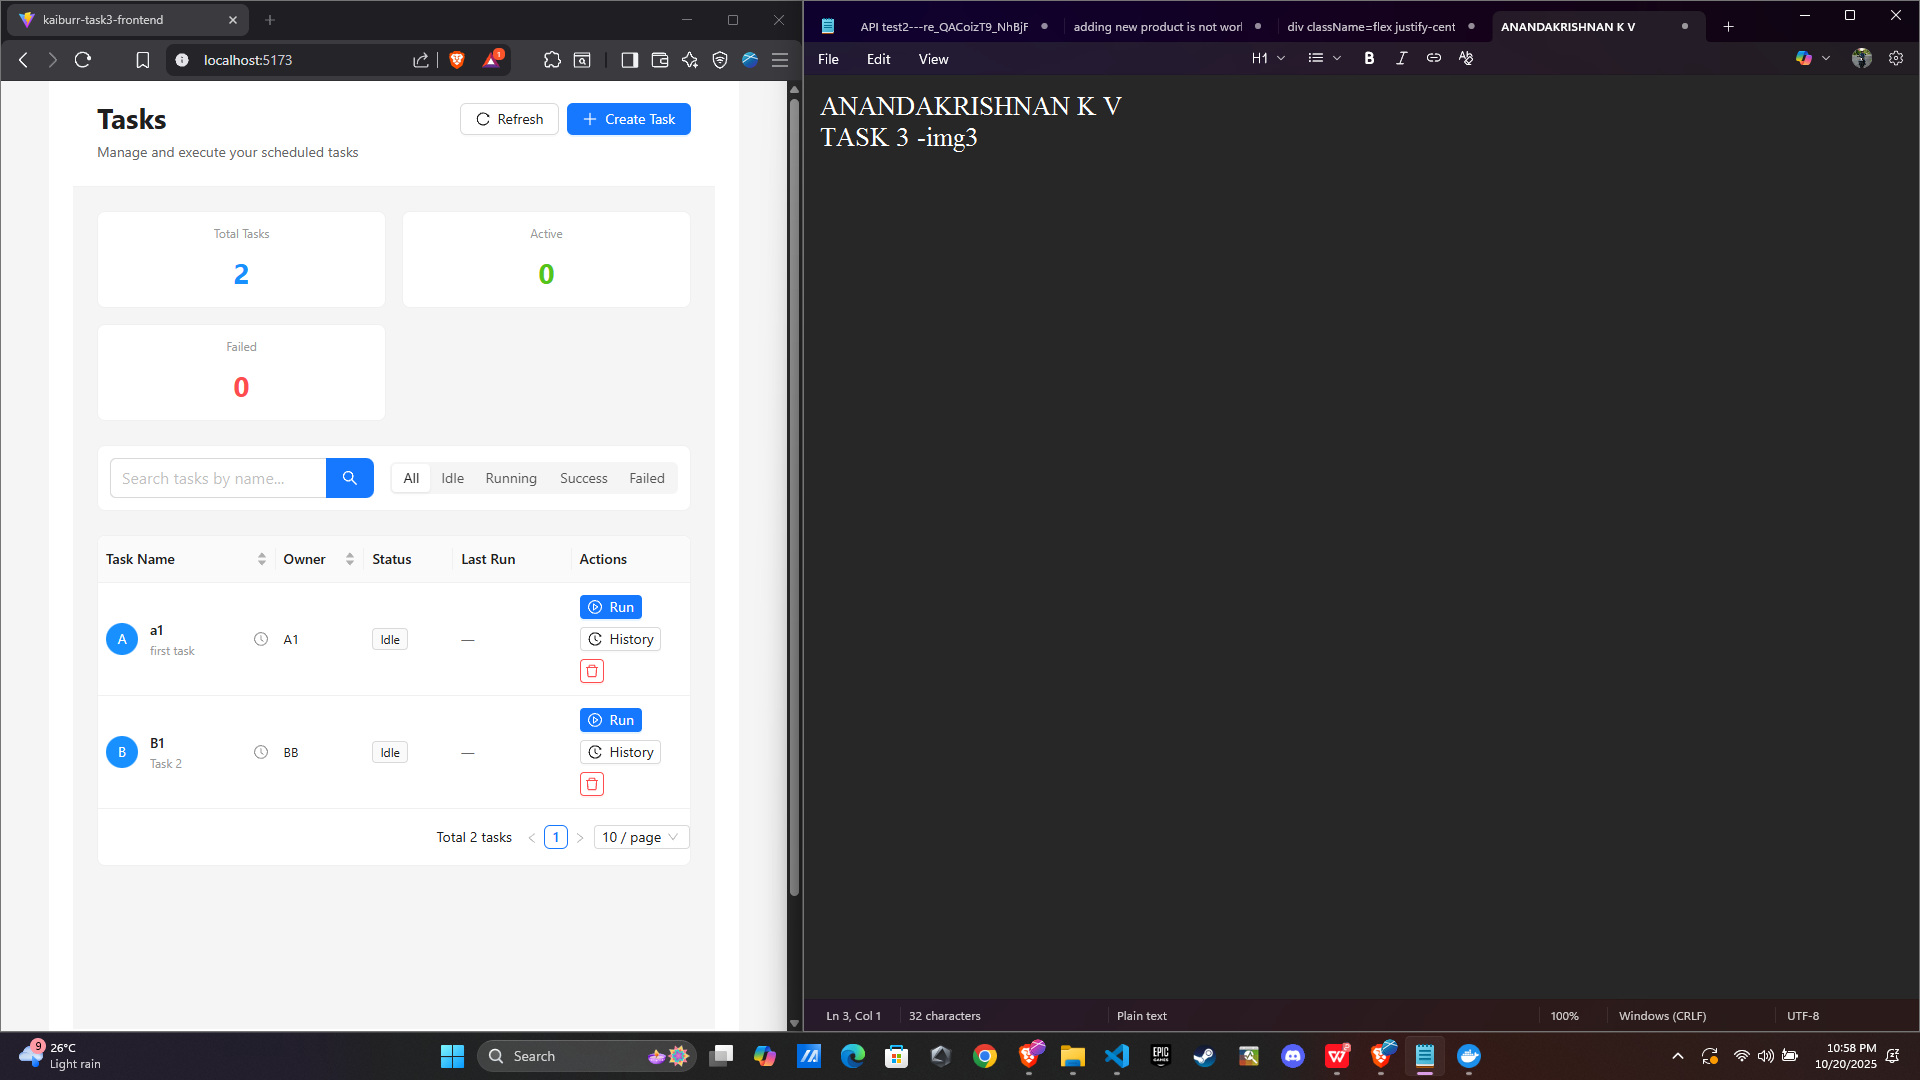 kaiburr-task3-frontend
localhost:5173
1
Tasks
Refresh
Create Task
Manage and execute your scheduled tasks
Total Tasks
2
Active
0
Failed
0
Search tasks by name...
All
Idle
Running
Success
Failed
Task Name
Owner
Status
Last Run
Actions
A
a1
first task
A1
Idle
—
Run
History
B
B1
Task 2
BB
Idle
—
Run
History
Total 2 tasks
1
10 / page
API test2---re_QACoizT9_NhBjF
adding new product is not worl
div className=flex justify-cent
ANANDAKRISHNAN K V
File
Edit
View
H1
B
I
ANANDAKRISHNAN K V
TASK 3 -img3
Ln 3, Col 1
32 characters
Plain text
100%
Windows (CRLF)
UTF-8
9
26°C
Light rain
Search
EPIC
GAMES
10:58 PM
10/20/2025